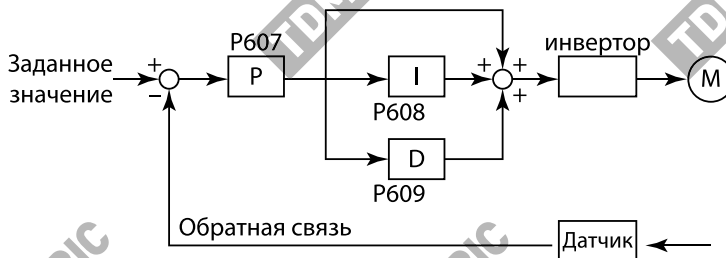 P607
инвертор
Заданное
значение
+
−
P
I
+
+
+
M
P608
D
P609
Обратная связь
Датчик